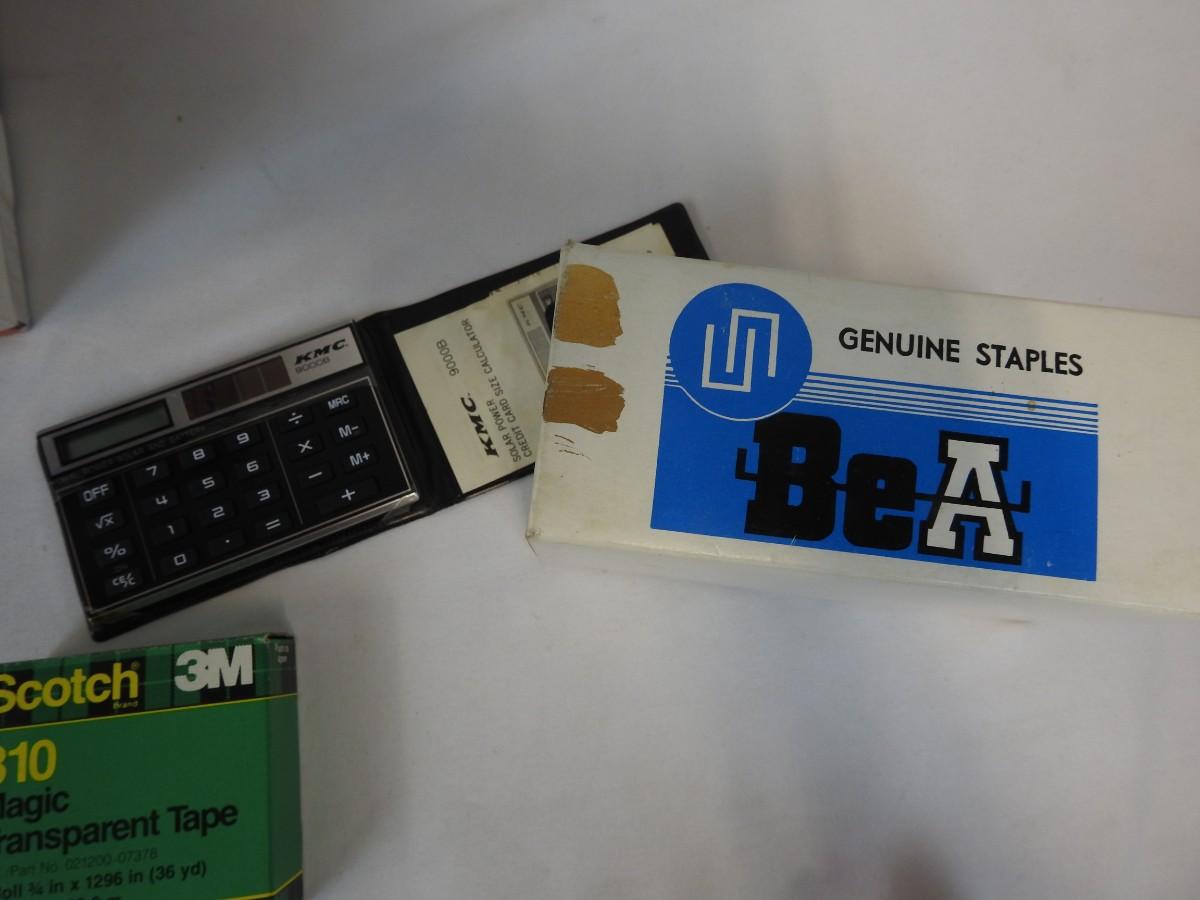 KMC
9000B
OFF
7
8
9
÷
MRC
√x
4
5
6
×
M−
%
1
2
3
−
M+
CE/C
0
.
=
+
KMC 9000B
SOLAR POWER
CREDIT CARD SIZE CALCULATOR
GENUINE STAPLES
BeA
Scotch® 3M
Brand
810
Magic
Transparent Tape
Part No. 021200-07378
¾ in x 1296 in (36 yd)